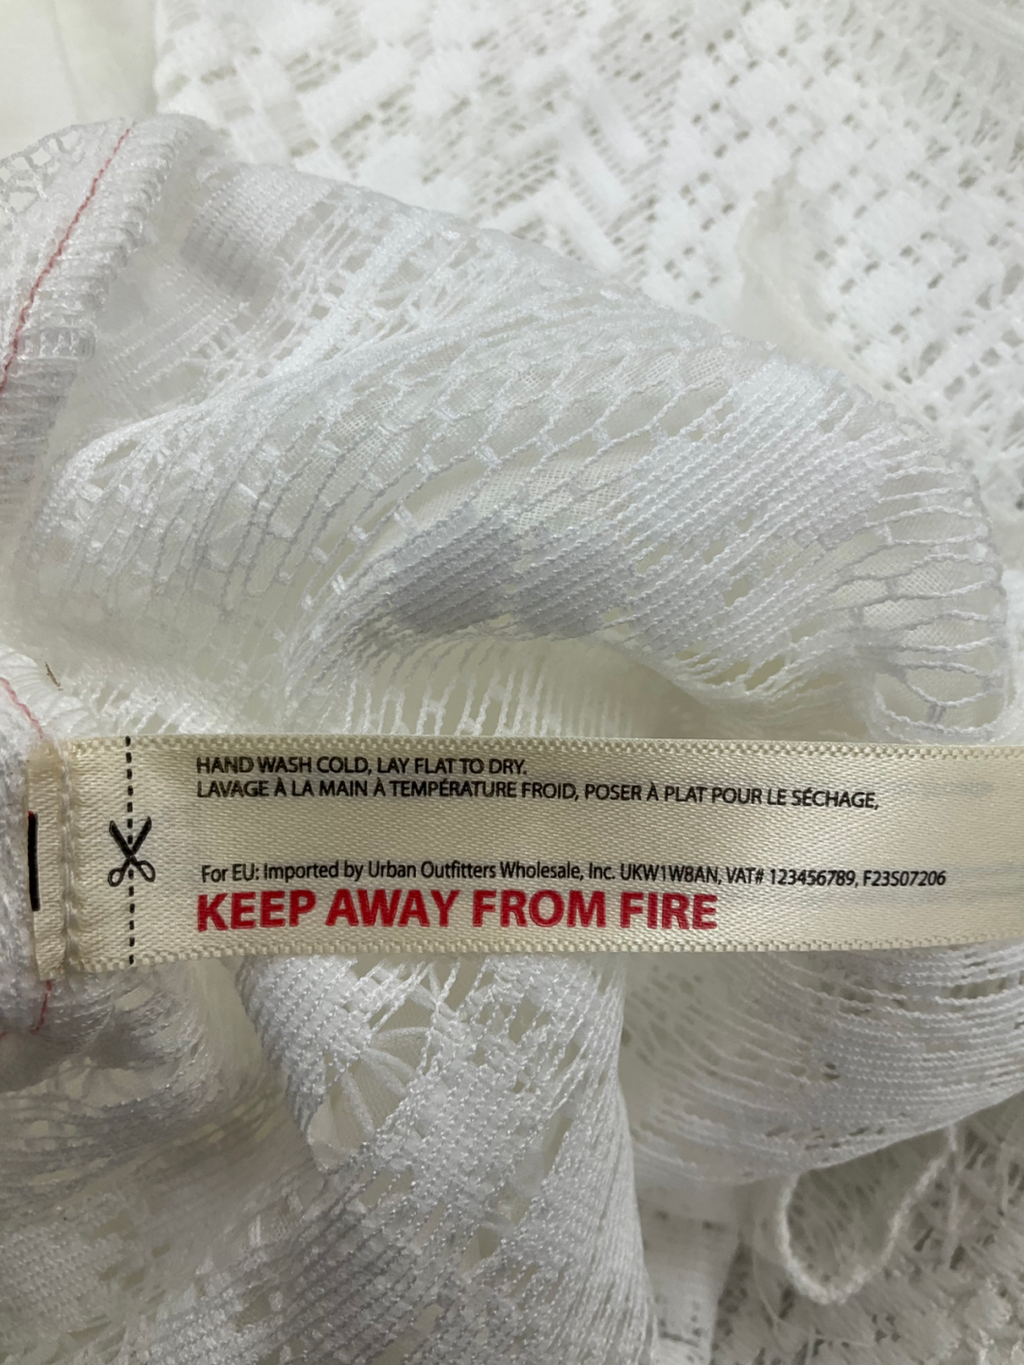 HAND WASH COLD, LAY FLAT TO DRY.
LAVAGE À LA MAIN À TEMPÉRATURE FROID, POSER À PLAT POUR LE SÉCHAGE,
For EU: Imported by Urban Outfitters Wholesale, Inc. UKW1W8AN, VAT# 123456789, F23S07206
KEEP AWAY FROM FIRE